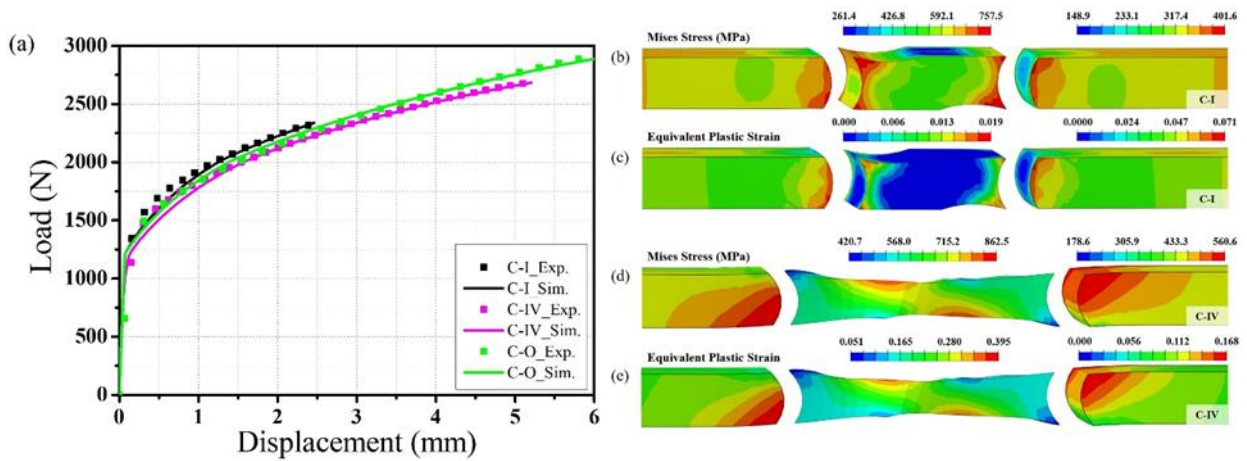 (a)
3000
2500
2000
1500
1000
500
0
0 1 2 3 4 5 6
Load (N)
Displacement (mm)
C-I_Exp.
C-I_Sim.
C-IV_Exp.
C-IV_Sim.
C-O_Exp.
C-O_Sim.
261.4 426.8 592.1 757.5 148.9 233.1 317.4 401.6
Mises Stress (MPa)
(b)
C-I
0.000 0.006 0.013 0.019 0.0000 0.024 0.047 0.071
Equivalent Plastic Strain
(c)
C-I
420.7 568.0 715.2 862.5 178.6 305.9 433.3 560.6
Mises Stress (MPa)
(d)
C-IV
0.051 0.165 0.280 0.395 0.000 0.056 0.112 0.168
Equivalent Plastic Strain
(e)
C-IV